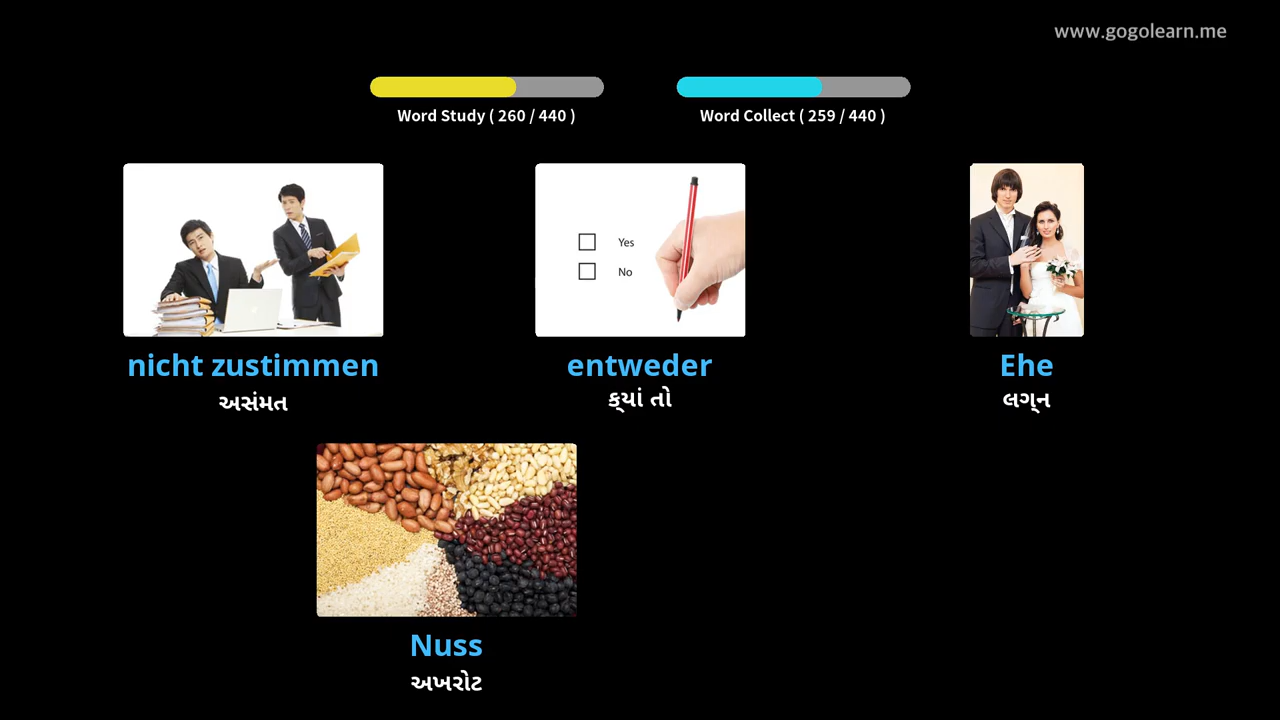 www.gogolearn.me
Word Study ( 260 / 440 )
Word Collect ( 259 / 440 )
Yes
No
nicht zustimmen
અસંમત
entweder
ક્યાં તો
Ehe
લગ્ન
Nuss
અખરોટ